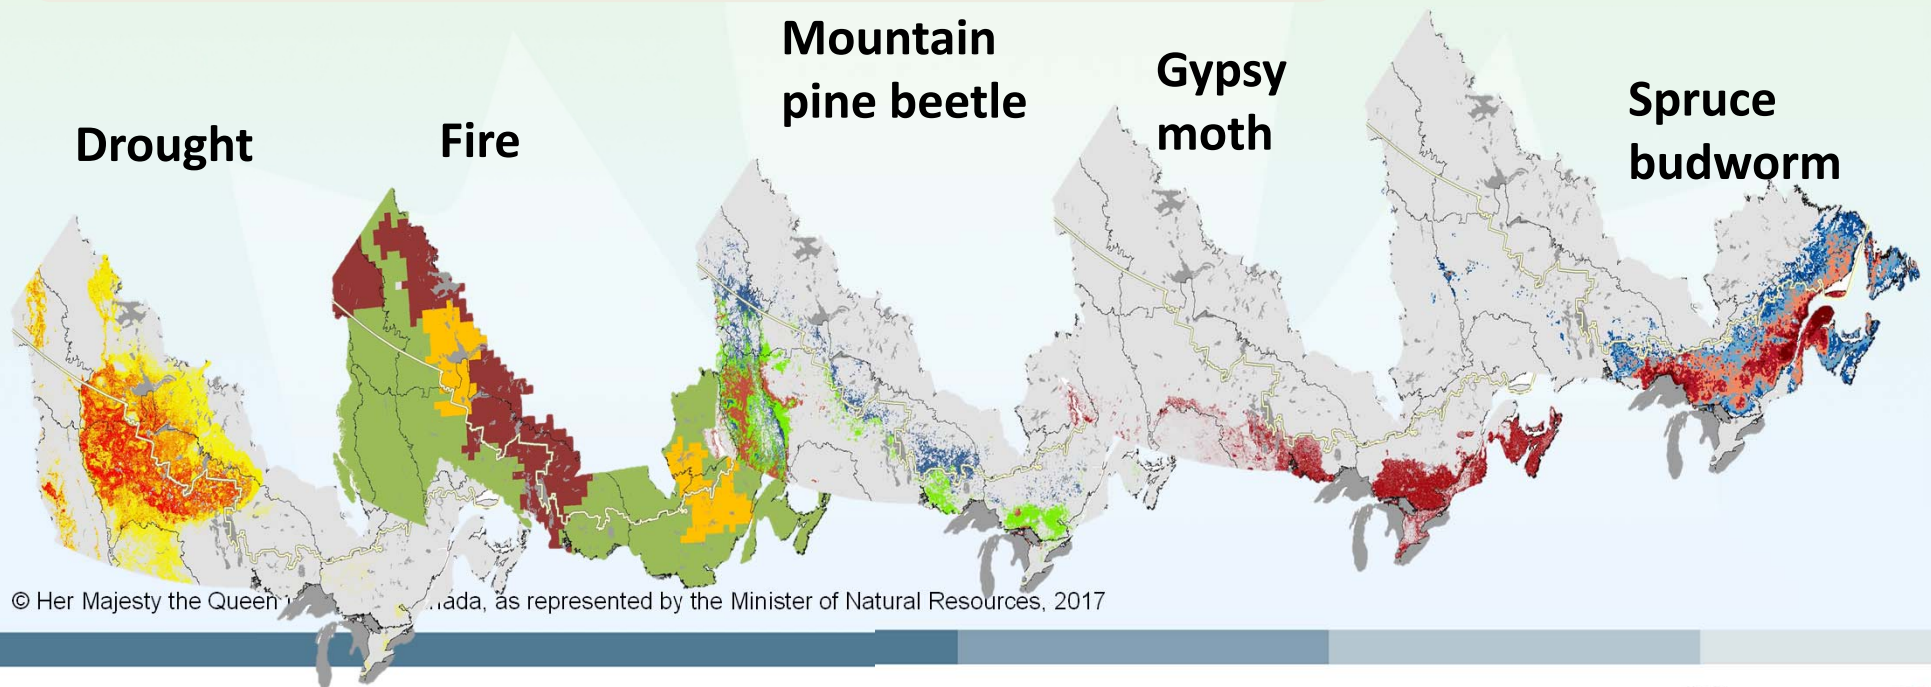 Drought
Fire
Mountain
pine beetle
Gypsy
moth
Spruce
budworm
© Her Majesty the Queen as represented by the Minister of Natural Resources, 2017